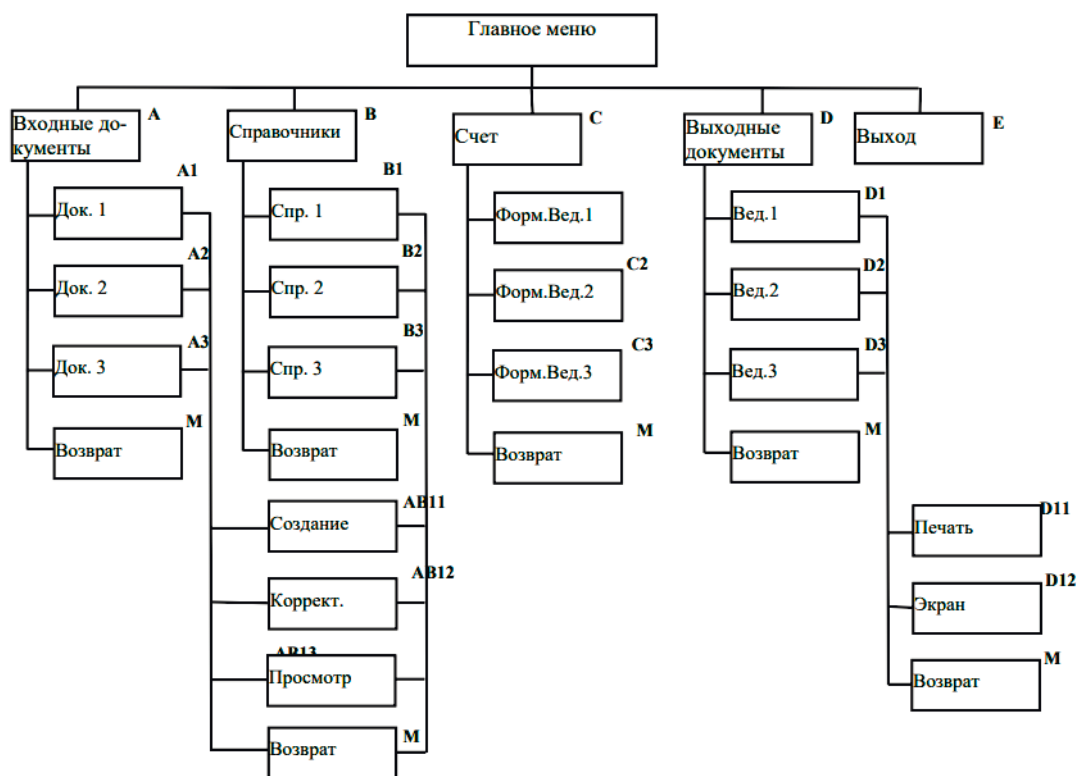 Главное меню
A
B
C
D
E
Входные до-
кументы
Справочники
Счет
Выходные
документы
Выход
A1
B1
D1
Док. 1
Спр. 1
Форм.Вед.1
Вед.1
A2
B2
C2
D2
Док. 2
Спр. 2
Форм.Вед.2
Вед.2
A3
B3
C3
D3
Док. 3
Спр. 3
Форм.Вед.3
Вед.3
M
M
M
M
Возврат
Возврат
Возврат
Возврат
AB11
D11
Создание
Печать
AB12
D12
Коррект.
Экран
AB13
M
Просмотр
Возврат
M
Возврат